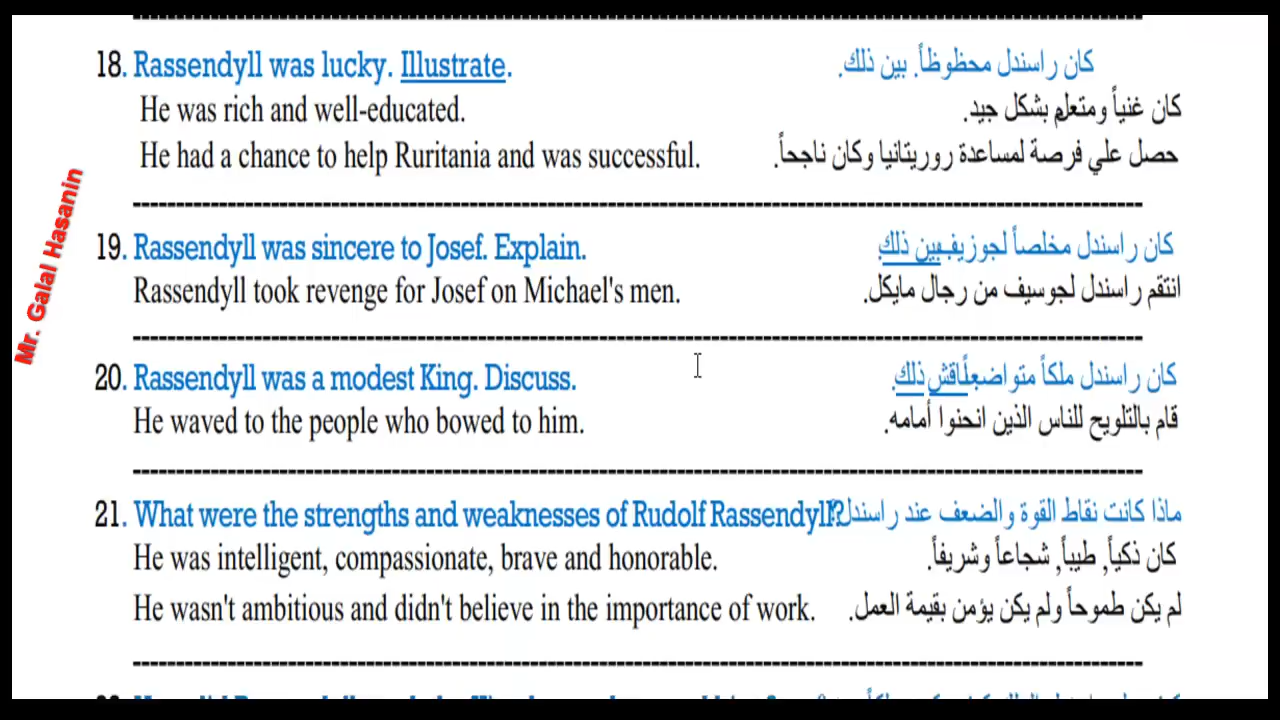 18. Rassendyll was lucky. Illustrate. كان راسندل محظوظاً. بين ذلك.
He was rich and well-educated. كان غنياً ومتعلم بشكل جيد.
He had a chance to help Ruritania and was successful. حصل علي فرصة لمساعدة روريتانيا وكان ناجحاً.
19. Rassendyll was sincere to Josef. Explain. كان راسندل مخلصاً لجوزيف بين ذلك.
Rassendyll took revenge for Josef on Michael's men. انتقم راسندل لجوسيف من رجال مايكل.
Mr. Galal Hasanin
20. Rassendyll was a modest King. Discuss. كان راسندل ملكاً ذلك.
He waved to the people who bowed to him. قام بالتلويح للناس الذين انحنوا أمامه.
21. What were the strengths and weaknesses of Rudolf Rassendyll? ماذا كانت نقاط القوة والضعف عند راسندل
He was intelligent, compassionate, brave and honorable. كان ذكياً, طيباً, شجاعاً وشريفاً.
He wasn't ambitious and didn't believe in the importance of work. لم يكن طموحاً ولم يكن يؤمن بقيمة العمل.